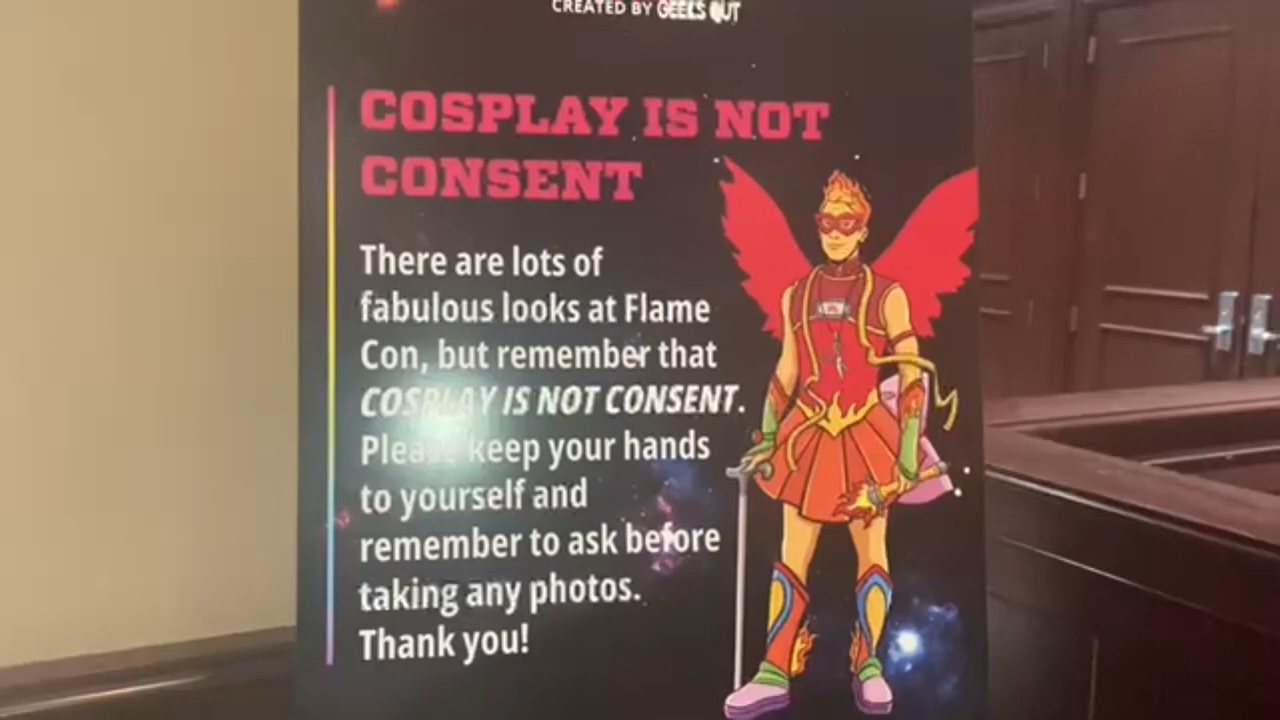 CREATED BY GEEKS OUT
COSPLAY IS NOT
CONSENT
There are lots of
fabulous looks at Flame
Con, but remember that
COSPLAY IS NOT CONSENT.
Please keep your hands
to yourself and
remember to ask before
taking any photos.
Thank you!